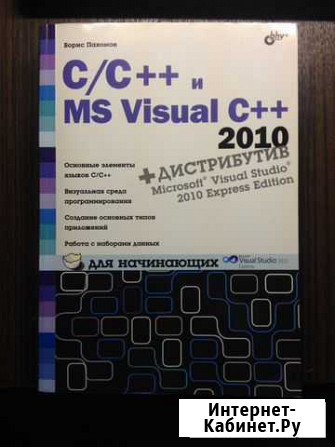 bhv
Борис Пахомов
C/C++ и
MS Visual C++
2010
+ДИСТРИБУТИВ
Microsoft® Visual Studio®
2010 Express Edition
Основные элементы
языков C/C++
Визуальная среда
программирования
Создание основных типов
приложений
Работа с наборами данных
для начинающих
Visual Studio
Интернет-
Кабинет.Ру